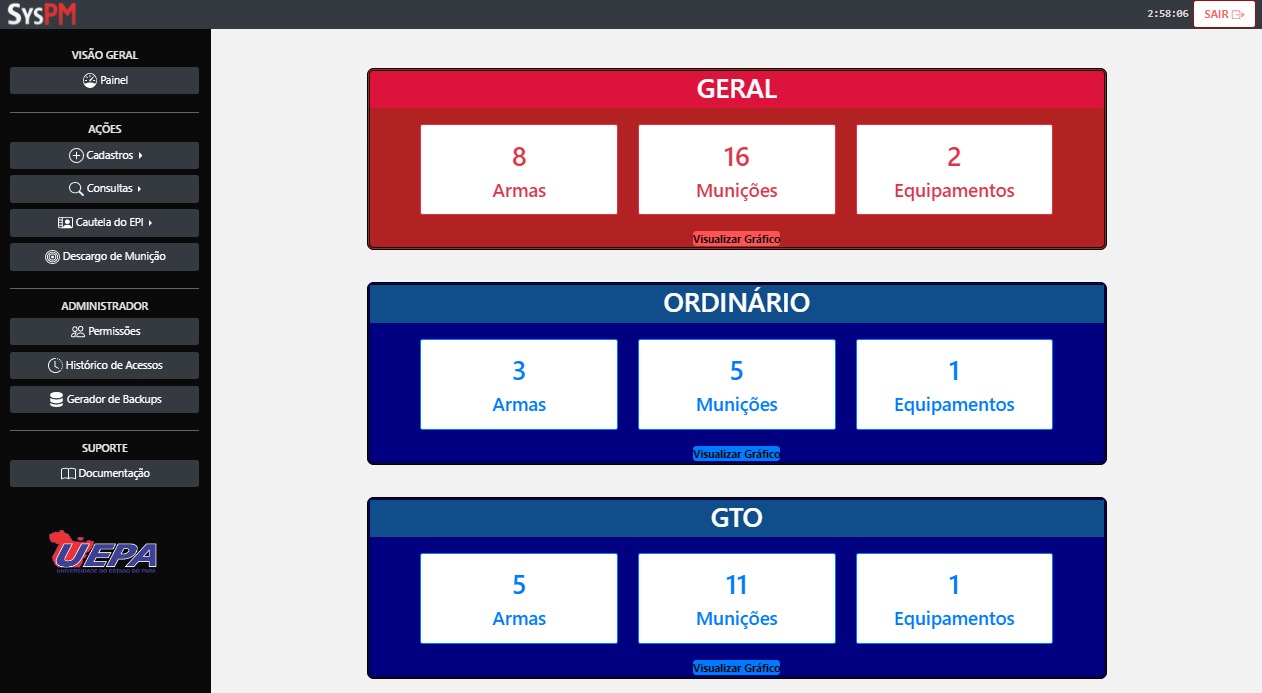 SysPM
2:58:06
SAIR
VISÃO GERAL
Painel
AÇÕES
Cadastros
Consultas
Cautela do EPI
Descargo de Munição
ADMINISTRADOR
Permissões
Histórico de Acessos
Gerador de Backups
SUPORTE
Documentação
UEPA
UNIVERSIDADE DO ESTADO DO PARÁ
GERAL
8
Armas
16
Munições
2
Equipamentos
Visualizar Gráfico
ORDINÁRIO
3
Armas
5
Munições
1
Equipamentos
Visualizar Gráfico
GTO
5
Armas
11
Munições
1
Equipamentos
Visualizar Gráfico